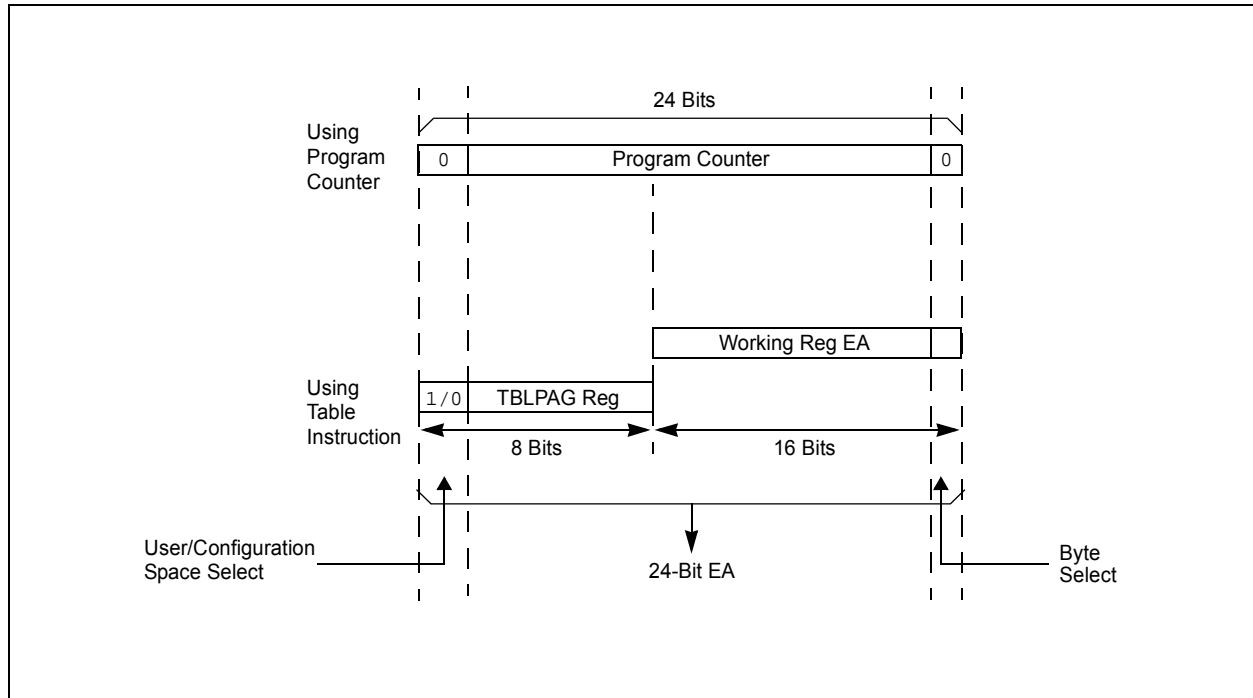 24 Bits
Using
Program
Counter
0
Program Counter
0
Working Reg EA
Using
Table
Instruction
1/0
TBLPAG Reg
8 Bits
16 Bits
User/Configuration
Space Select
24-Bit EA
Byte
Select